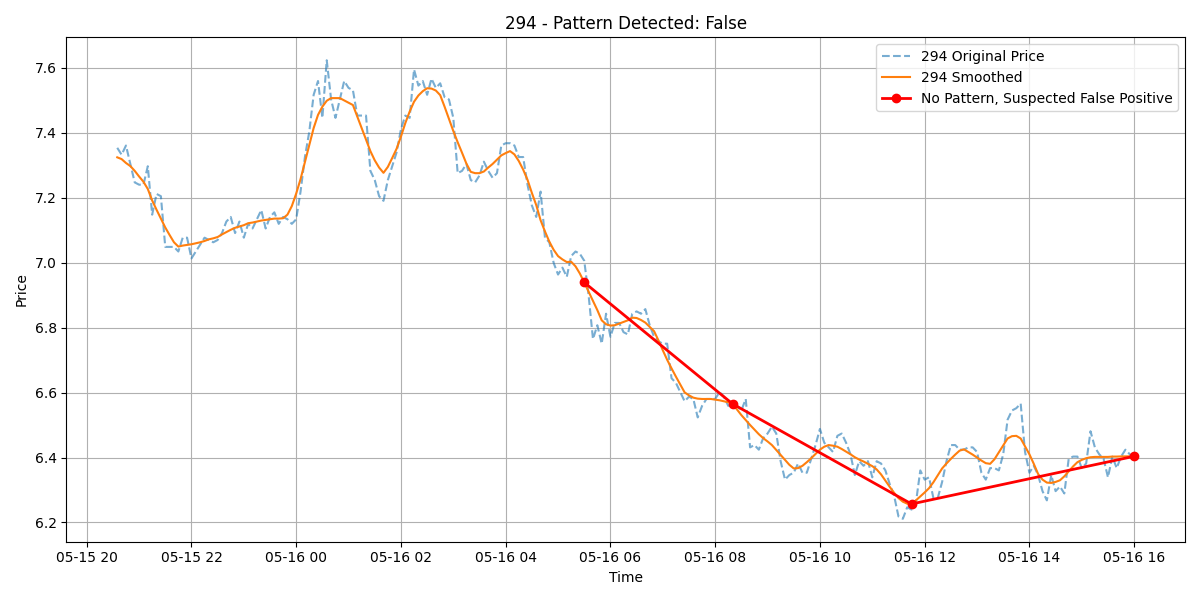 294 - Pattern Detected: False
294 Original Price
294 Smoothed
No Pattern, Suspected False Positive
Price
7.6
7.4
7.2
7.0
6.8
6.6
6.4
6.2
05-15 20 05-15 22 05-16 00 05-16 02 05-16 04 05-16 06 05-16 08 05-16 10 05-16 12 05-16 14 05-16 16
Time